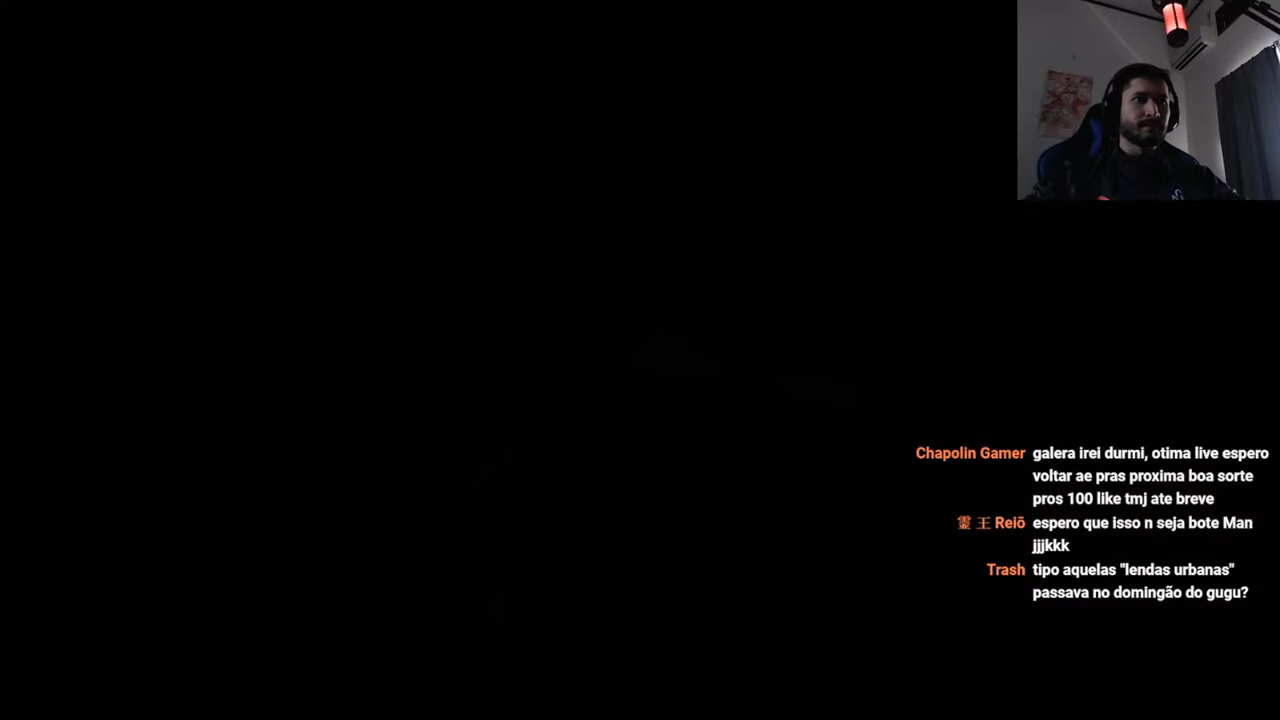 Chapolin Gamer galera irei durmi, otima live espero
voltar ae pras proxima boa sorte
pros 100 like tmj ate breve
霊 王 Reiō espero que isso n seja bote Man
jjjkkk
Trash tipo aquelas "lendas urbanas"
passava no domingão do gugu?